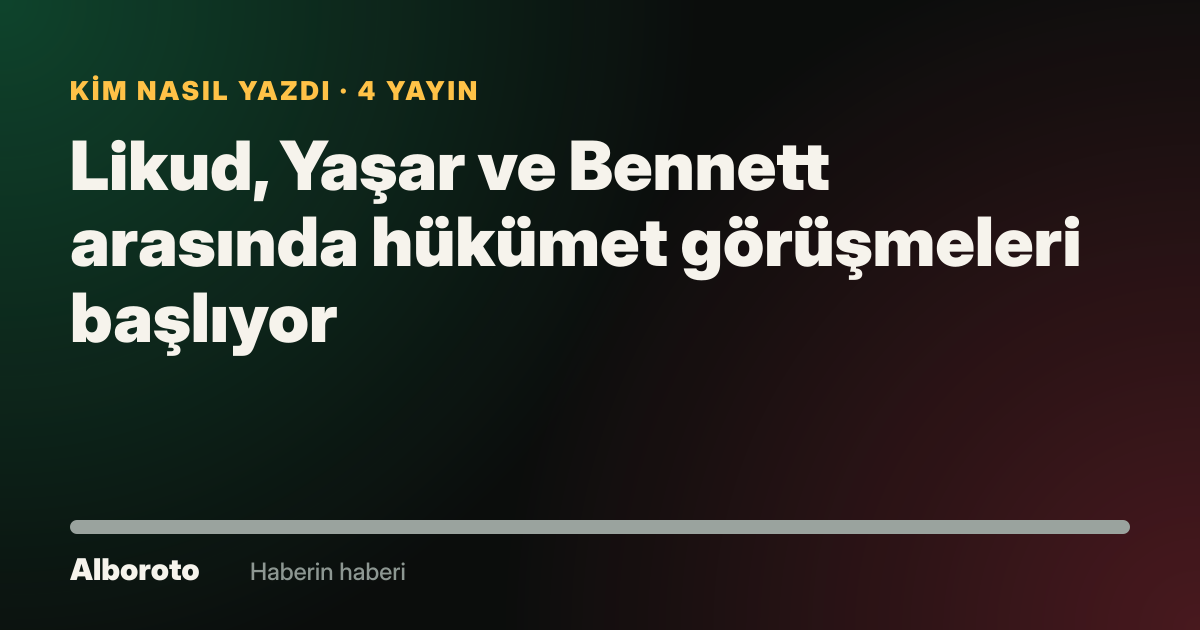 KİM NASIL YAZDI · 4 YAYIN
Likud, Yaşar ve Bennett
arasında hükümet görüşmeleri
başlıyor
Alboroto
Haberin haberi